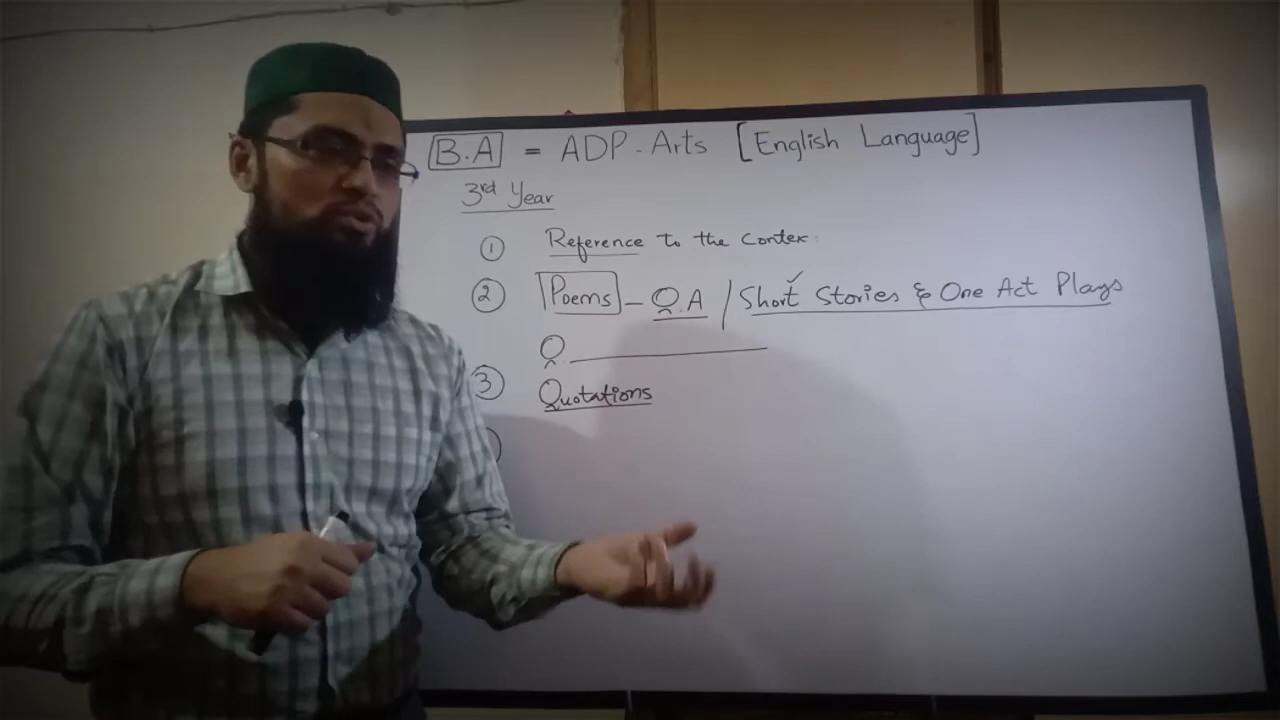 B.A = ADP - Arts [English Language]
3rd Year
① Reference to the Contex.
② Poems - Q.A / Short Stories & One Act Plays
Q.
③ Quotations